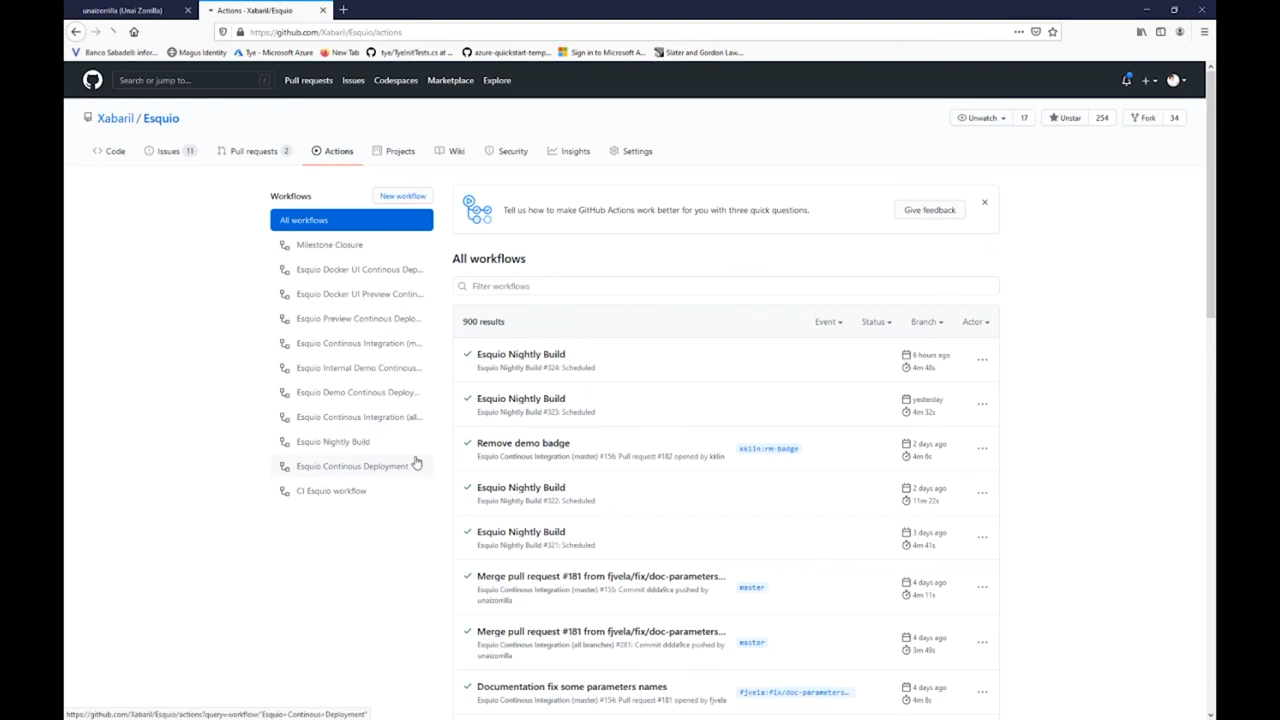 unaizorrilla (Unai Zorrilla)
Actions · Xabaril/Esquio
https://github.com/Xabaril/Esquio/actions
Banco Sabadell: infor... Magus Identity Tye - Microsoft Azure New Tab tye/TyeInitTests.cs at ... azure-quickstart-temp... Sign in to Microsoft A... Slater and Gordon Law...
Search or jump to... / Pull requests Issues Codespaces Marketplace Explore
Xabaril / Esquio
Unwatch 17 Unstar 254 Fork 34
Code Issues 11 Pull requests 2 Actions Projects Wiki Security Insights Settings
Workflows New workflow
All workflows
Milestone Closure
Esquio Docker UI Continous Dep...
Esquio Docker UI Preview Contin...
Esquio Preview Continous Deplo...
Esquio Continous Integration (m...
Esquio Internal Demo Continous...
Esquio Demo Continous Deploy...
Esquio Continous Integration (all...
Esquio Nightly Build
Esquio Continous Deployment
CI Esquio workflow
Tell us how to make GitHub Actions work better for you with three quick questions. Give feedback
All workflows
Filter workflows
900 results Event Status Branch Actor
Esquio Nightly Build 6 hours ago
Esquio Nightly Build #324: Scheduled 4m 48s
Esquio Nightly Build yesterday
Esquio Nightly Build #323: Scheduled 4m 32s
Remove demo badge kklin:rm-badge 2 days ago
Esquio Continous Integration (master) #156: Pull request #182 opened by kklin 4m 6s
Esquio Nightly Build 2 days ago
Esquio Nightly Build #322: Scheduled 11m 22s
Esquio Nightly Build 3 days ago
Esquio Nightly Build #321: Scheduled 4m 41s
Merge pull request #181 from fjvela/fix/doc-parameters... master 4 days ago
Esquio Continous Integration (master) #155: Commit ddda9ce pushed by 4m 11s
unaizorrilla
Merge pull request #181 from fjvela/fix/doc-parameters... master 4 days ago
Esquio Continous Integration (all branches) #261: Commit ddda9ce pushed by 3m 49s
unaizorrilla
Documentation fix some parameters names fjvela:fix/doc-parameters... 4 days ago
Esquio Continous Integration (master) #154: Pull request #181 opened by fjvela 4m 8s
https://github.com/Xabaril/Esquio/actions?query=workflow:"Esquio+Continous+Deployment"